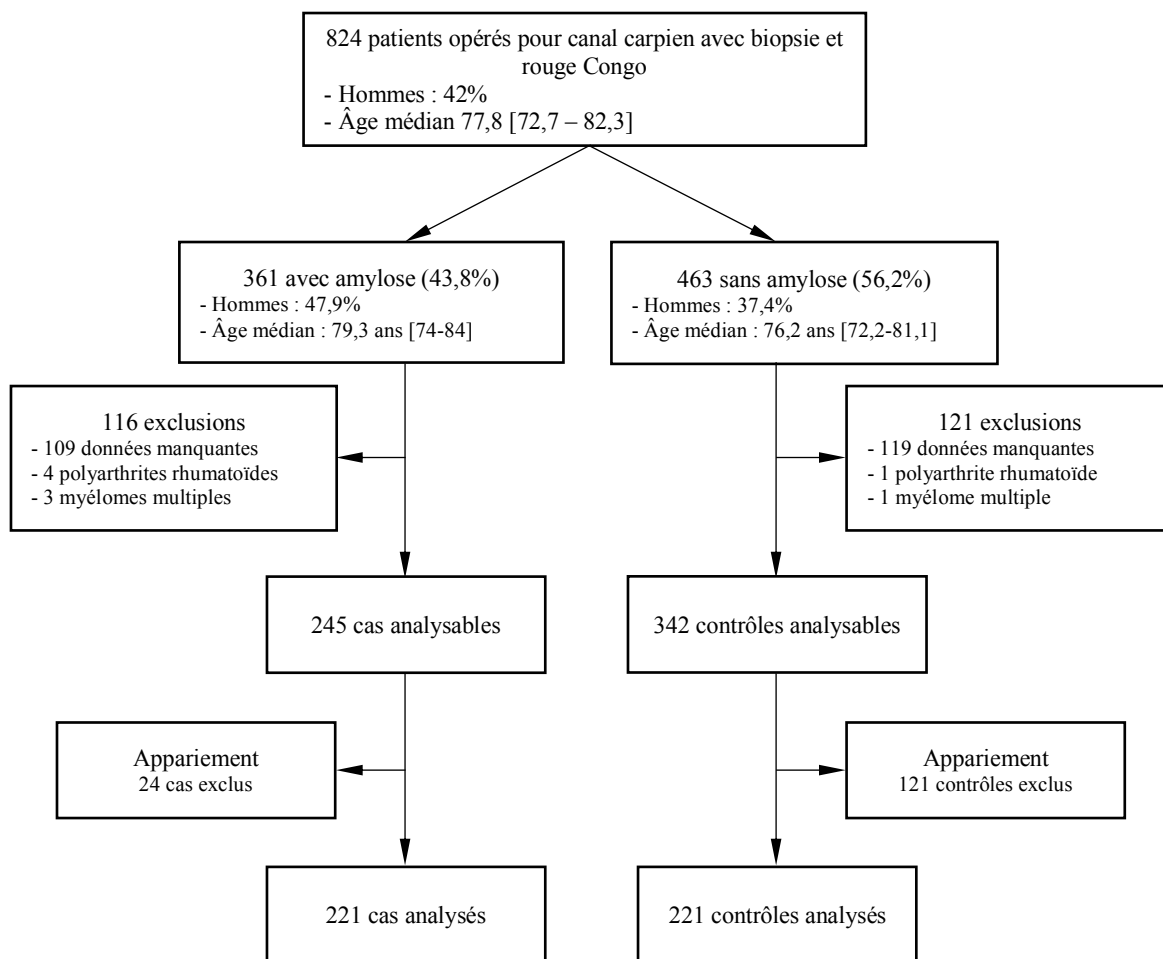 824 patients opérés pour canal carpien avec biopsie et
rouge Congo
- Hommes : 42%
- Âge médian 77,8 [72,7 – 82,3]
361 avec amylose (43,8%)
- Hommes : 47,9%
- Âge médian : 79,3 ans [74-84]
463 sans amylose (56,2%)
- Hommes : 37,4%
- Âge médian : 76,2 ans [72,2-81,1]
116 exclusions
- 109 données manquantes
- 4 polyarthrites rhumatoïdes
- 3 myélomes multiples
121 exclusions
- 119 données manquantes
- 1 polyarthrite rhumatoïde
- 1 myélome multiple
245 cas analysables
342 contrôles analysables
Appariement
24 cas exclus
Appariement
121 contrôles exclus
221 cas analysés
221 contrôles analysés